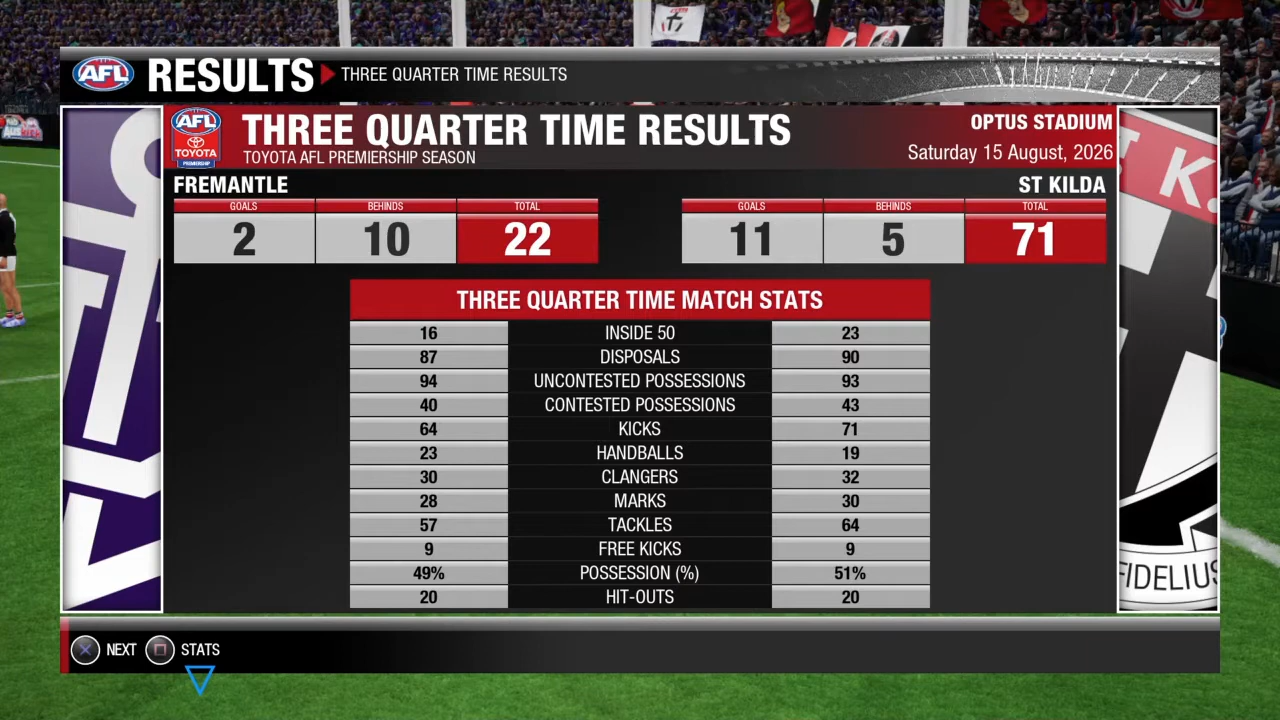 AFL RESULTS THREE QUARTER TIME RESULTS
AFL TOYOTA PREMIERSHIP
THREE QUARTER TIME RESULTS
TOYOTA AFL PREMIERSHIP SEASON
OPTUS STADIUM
Saturday 15 August, 2026
FREMANTLE ST KILDA
GOALS BEHINDS TOTAL GOALS BEHINDS TOTAL
2 10 22 11 5 71
THREE QUARTER TIME MATCH STATS
16 INSIDE 50 23
87 DISPOSALS 90
94 UNCONTESTED POSSESSIONS 93
40 CONTESTED POSSESSIONS 43
64 KICKS 71
23 HANDBALLS 19
30 CLANGERS 32
28 MARKS 30
57 TACKLES 64
9 FREE KICKS 9
49% POSSESSION (%) 51%
20 HIT-OUTS 20
T K.
FIDELIUS
NEXT STATS